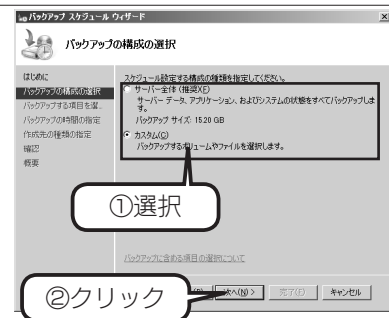 バックアップ スケジュール ウィザード
バックアップの構成の選択
はじめに
バックアップの構成の選択
バックアップする項目を選...
バックアップの時間の指定
作成先の種類の指定
確認
概要
スケジュール設定する構成の種類を指定してください。
サーバー全体 (推奨)(F)
サーバー データ、アプリケーション、およびシステムの状態をすべてバックアップします。
バックアップ サイズ: 15.20 GB
カスタム(C)
バックアップするボリュームやファイルを選択します。
①選択
バックアップに含める項目の選択について
②クリック
次へ(N) >
完了(F)
キャンセル